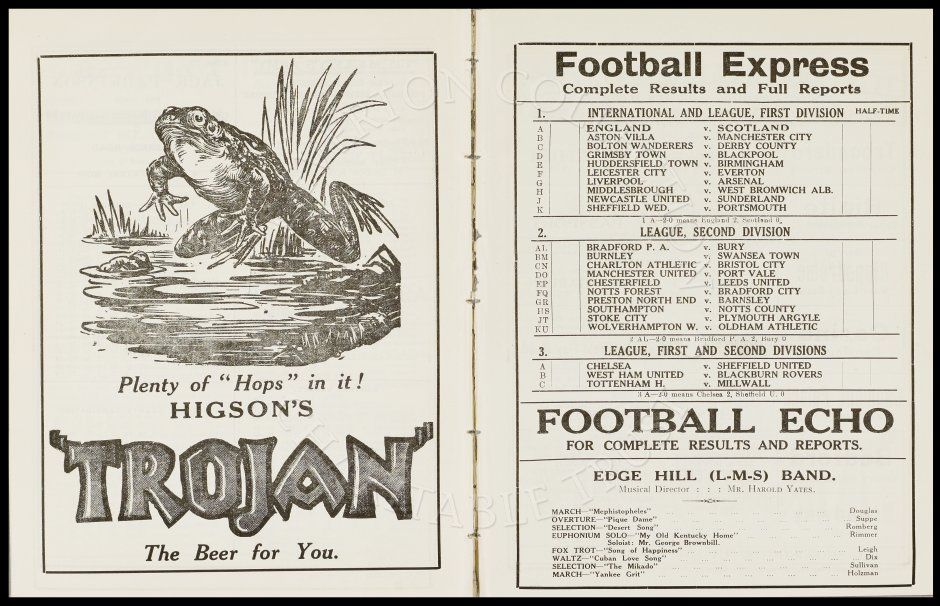 Plenty of "Hops" in it!
HIGSON'S
"TROJAN"
The Beer for You.
Football Express
Complete Results and Full Reports
1. INTERNATIONAL AND LEAGUE, FIRST DIVISION HALF-TIME
A ENGLAND v. SCOTLAND
B ASTON VILLA v. MANCHESTER CITY
C BOLTON WANDERERS v. DERBY COUNTY
D GRIMSBY TOWN v. BLACKPOOL
E HUDDERSFIELD TOWN v. BIRMINGHAM
F LEICESTER CITY v. EVERTON
G LIVERPOOL v. ARSENAL
H MIDDLESBROUGH v. WEST BROMWICH ALB.
J NEWCASTLE UNITED v. SUNDERLAND
K SHEFFIELD WED. v. PORTSMOUTH
1 A—2-0 means England 2, Scotland 0.
2. LEAGUE, SECOND DIVISION
AL BRADFORD P. A. v. BURY
BM BURNLEY v. SWANSEA TOWN
CN CHARLTON ATHLETIC v. BRISTOL CITY
DO MANCHESTER UNITED v. PORT VALE
EP CHESTERFIELD v. LEEDS UNITED
FQ NOTTS FOREST v. BRADFORD CITY
GR PRESTON NORTH END v. BARNSLEY
HS SOUTHAMPTON v. NOTTS COUNTY
JT STOKE CITY v. PLYMOUTH ARGYLE
KU WOLVERHAMPTON W. v. OLDHAM ATHLETIC
2 AL—2-0 means Bradford P. A. 2, Bury 0
3. LEAGUE, FIRST AND SECOND DIVISIONS
A CHELSEA v. SHEFFIELD UNITED
B WEST HAM UNITED v. BLACKBURN ROVERS
C TOTTENHAM H. v. MILLWALL
3 A—2-0 means Chelsea 2, Sheffield U. 0
FOOTBALL ECHO
FOR COMPLETE RESULTS AND REPORTS.
EDGE HILL (L-M-S) BAND.
Musical Director : : : MR. HAROLD YATES.
MARCH—"Mephistopheles" Douglas
OVERTURE—"Pique Dame" Suppe
SELECTION—"Desert Song" Romberg
EUPHONIUM SOLO—"My Old Kentucky Home" Rimmer
Soloist: Mr. George Brownbill.
FOX TROT—"Song of Happiness" Leigh
WALTZ—"Cuban Love Song" Dix
SELECTION—"The Mikado" Sullivan
MARCH—"Yankee Grit" Holzman